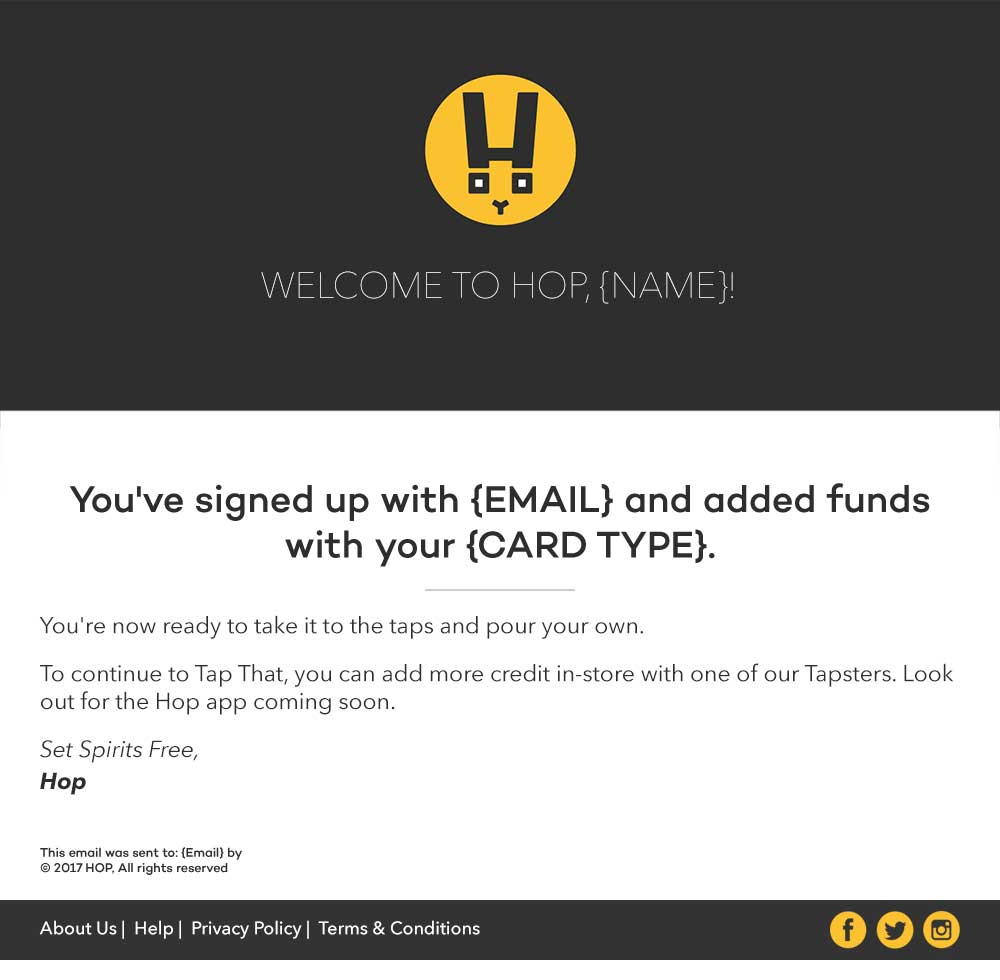 WELCOME TO HOP, {NAME}!
You've signed up with {EMAIL} and added funds
with your {CARD TYPE}.
You're now ready to take it to the taps and pour your own.
To continue to Tap That, you can add more credit in-store with one of our Tapsters. Look
out for the Hop app coming soon.
Set Spirits Free,
Hop
This email was sent to: {Email} by
© 2017 HOP, All rights reserved
About Us | Help | Privacy Policy | Terms & Conditions